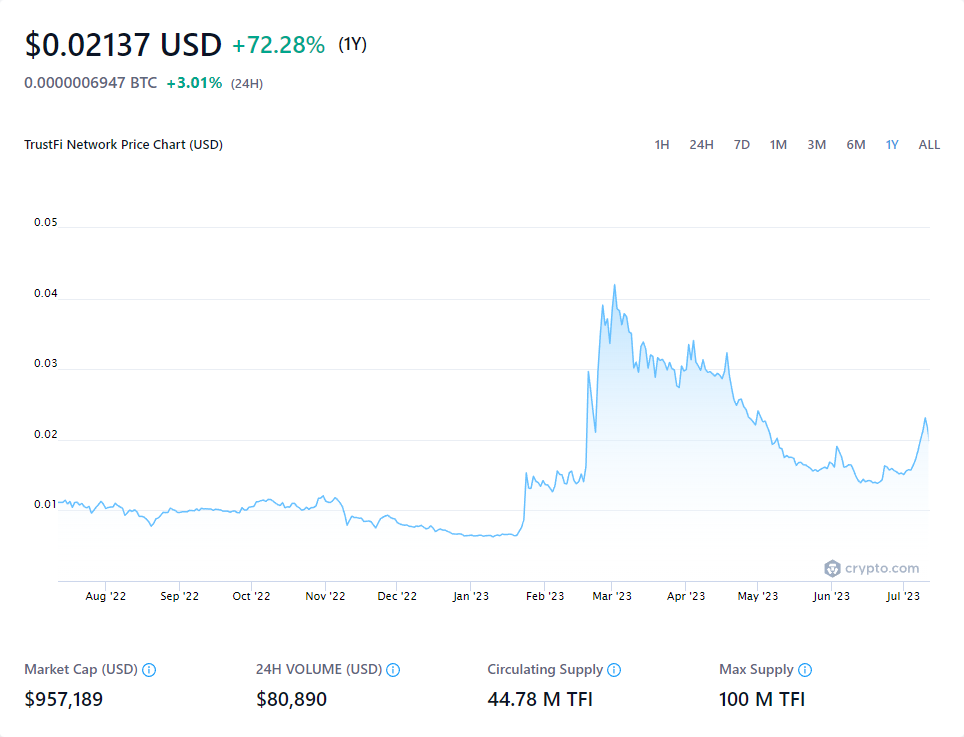 $0.02137 USD +72.28% (1Y)
0.0000006947 BTC +3.01% (24H)
TrustFi Network Price Chart (USD) 1H 24H 7D 1M 3M 6M 1Y ALL
0.05
0.04
0.03
0.02
0.01
crypto.com
Aug '22 Sep '22 Oct '22 Nov '22 Dec '22 Jan '23 Feb '23 Mar '23 Apr '23 May '23 Jun '23 Jul '23
Market Cap (USD) 24H VOLUME (USD) Circulating Supply Max Supply
$957,189 $80,890 44.78 M TFI 100 M TFI